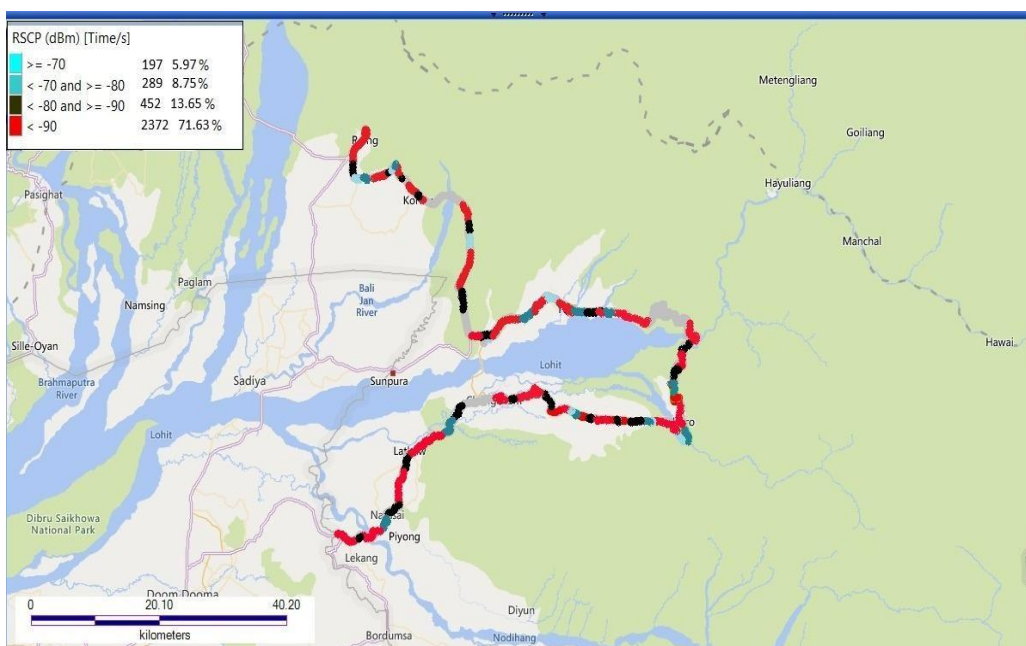 RSCP (dBm) [Time/s]
>= -70 197 5.97%
< -70 and >= -80 289 8.75%
< -80 and >= -90 452 13.65%
< -90 2372 71.63%
Metengliang
Goiliang
Pasighat
Hayuliang
Manchal
Paglam
Bali
Jan
River
Namsing
Hawai
Sille-Oyan
Lohit
Brahmaputra
River
Sadiya
Sunpura
Lohit
Dibru Saikhowa
National Park
Piyong
Lekang
Doom Dooma
0 20.10 40.20
kilometers
Diyun
Bordumsa
Nodihang